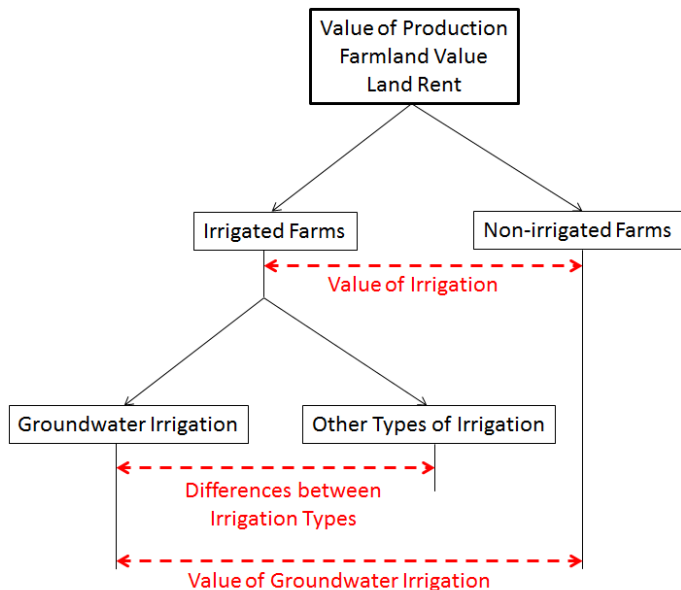 Value of Production
Farmland Value
Land Rent
Irrigated Farms
Non-irrigated Farms
Value of Irrigation
Groundwater Irrigation
Other Types of Irrigation
Differences between
Irrigation Types
Value of Groundwater Irrigation